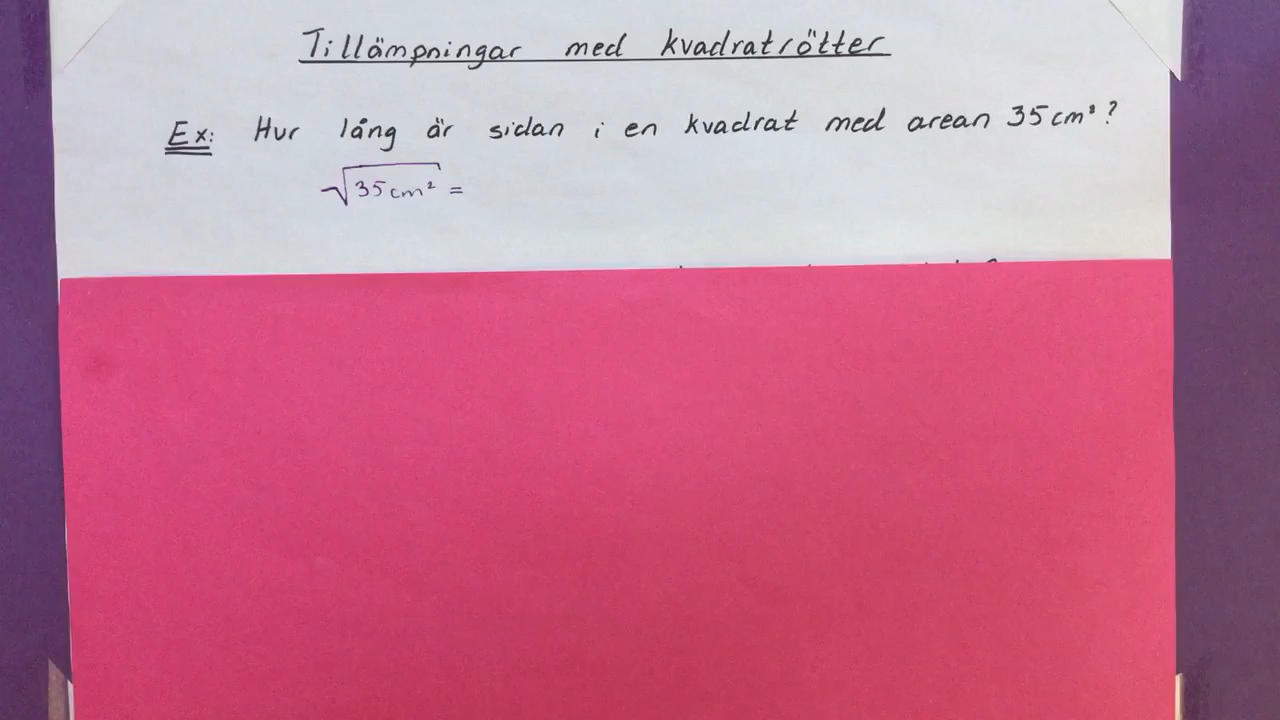 Tillämpningar med kvadratrötter
Ex: Hur lång är sidan i en kvadrat med arean 35 cm²?
√35 cm² =